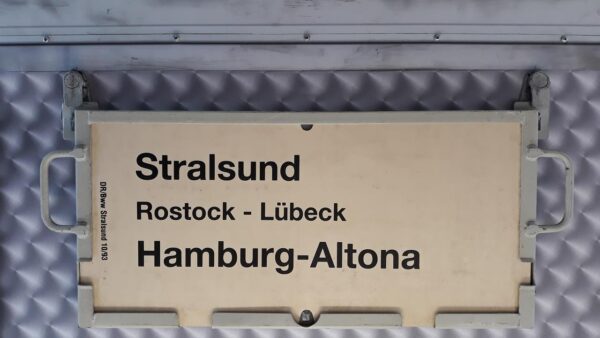 Stralsund
Rostock - Lübeck
Hamburg-Altona
DR/Bww Stralsund 10/93